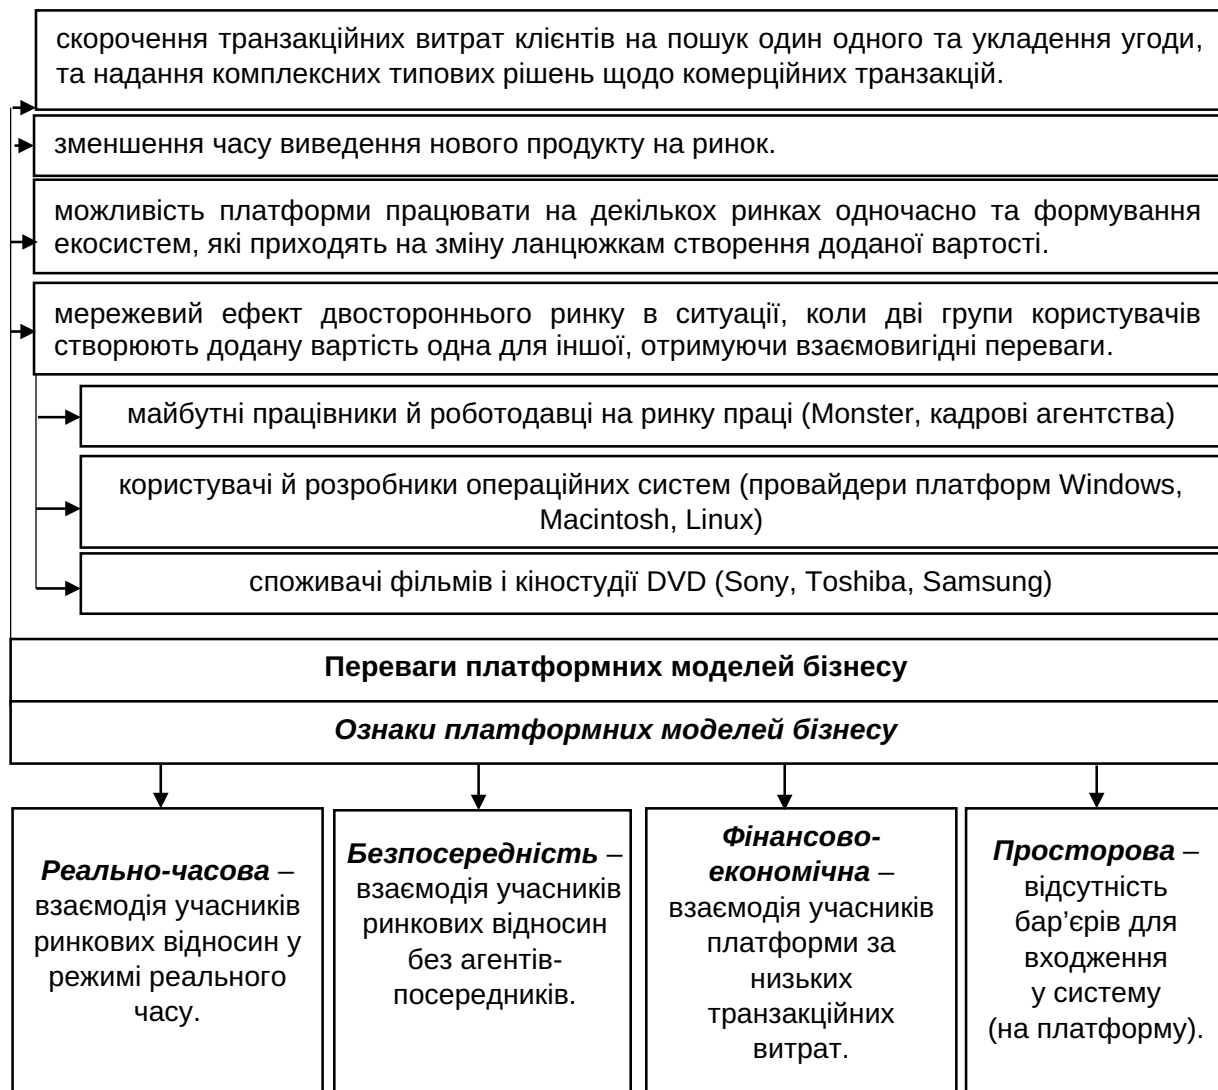 скорочення транзакційних витрат клієнтів на пошук один одного та укладення угоди,
та надання комплексних типових рішень щодо комерційних транзакцій.
зменшення часу виведення нового продукту на ринок.
можливість платформи працювати на декількох ринках одночасно та формування
екосистем, які приходять на зміну ланцюжкам створення доданої вартості.
мережевий ефект двостороннього ринку в ситуації, коли дві групи користувачів
створюють додану вартість одна для іншої, отримуючи взаємовигідні переваги.
майбутні працівники й роботодавці на ринку праці (Monster, кадрові агентства)
користувачі й розробники операційних систем (провайдери платформ Windows,
Macintosh, Linux)
споживачі фільмів і кіностудії DVD (Sony, Toshiba, Samsung)
Переваги платформних моделей бізнесу
Ознаки платформних моделей бізнесу
Реально-часова –
взаємодія учасників
ринкових відносин у
режимі реального
часу.
Безпосередність –
взаємодія учасників
ринкових відносин
без агентів-
посередників.
Фінансово-
економічна –
взаємодія учасників
платформи за
низьких
транзакційних
витрат.
Просторова –
відсутність
бар’єрів для
входження
у систему
(на платформу).